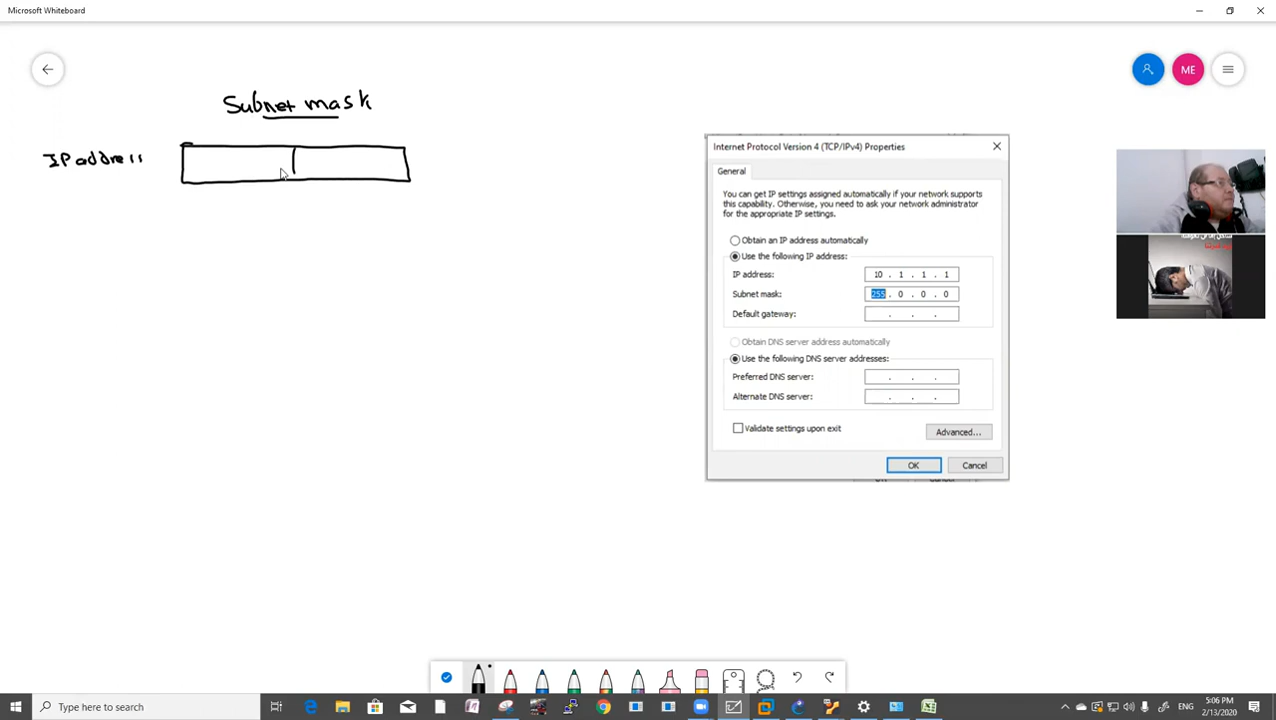 Microsoft Whiteboard
ME
Subnet mask
IP address
Internet Protocol Version 4 (TCP/IPv4) Properties
General
You can get IP settings assigned automatically if your network supports
this capability. Otherwise, you need to ask your network administrator
for the appropriate IP settings.
Obtain an IP address automatically
Use the following IP address:
IP address: 10 . 1 . 1 . 1
Subnet mask: 255 . 0 . 0 . 0
Default gateway: . . .
Obtain DNS server address automatically
Use the following DNS server addresses:
Preferred DNS server: . . .
Alternate DNS server: . . .
Validate settings upon exit
Advanced...
OK Cancel
Type here to search
ENG
5:06 PM
2/13/2020